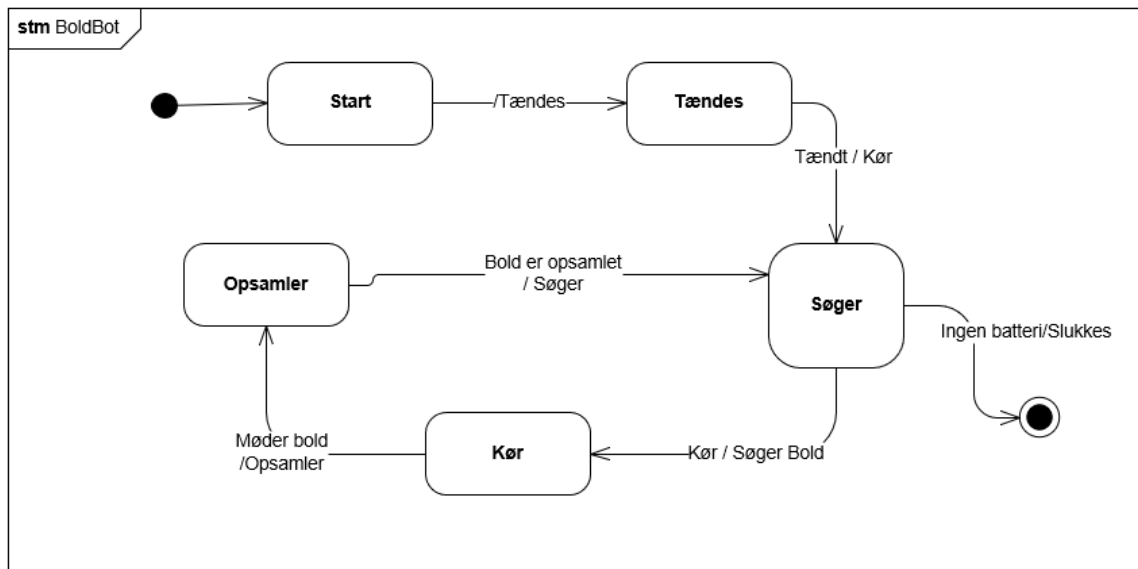 stm BoldBot
Start
/Tændes
Tændes
Tændt / Kør
Opsamler
Bold er opsamlet
/ Søger
Søger
Ingen batteri/Slukkes
Møder bold
/Opsamler
Kør
Kør / Søger Bold